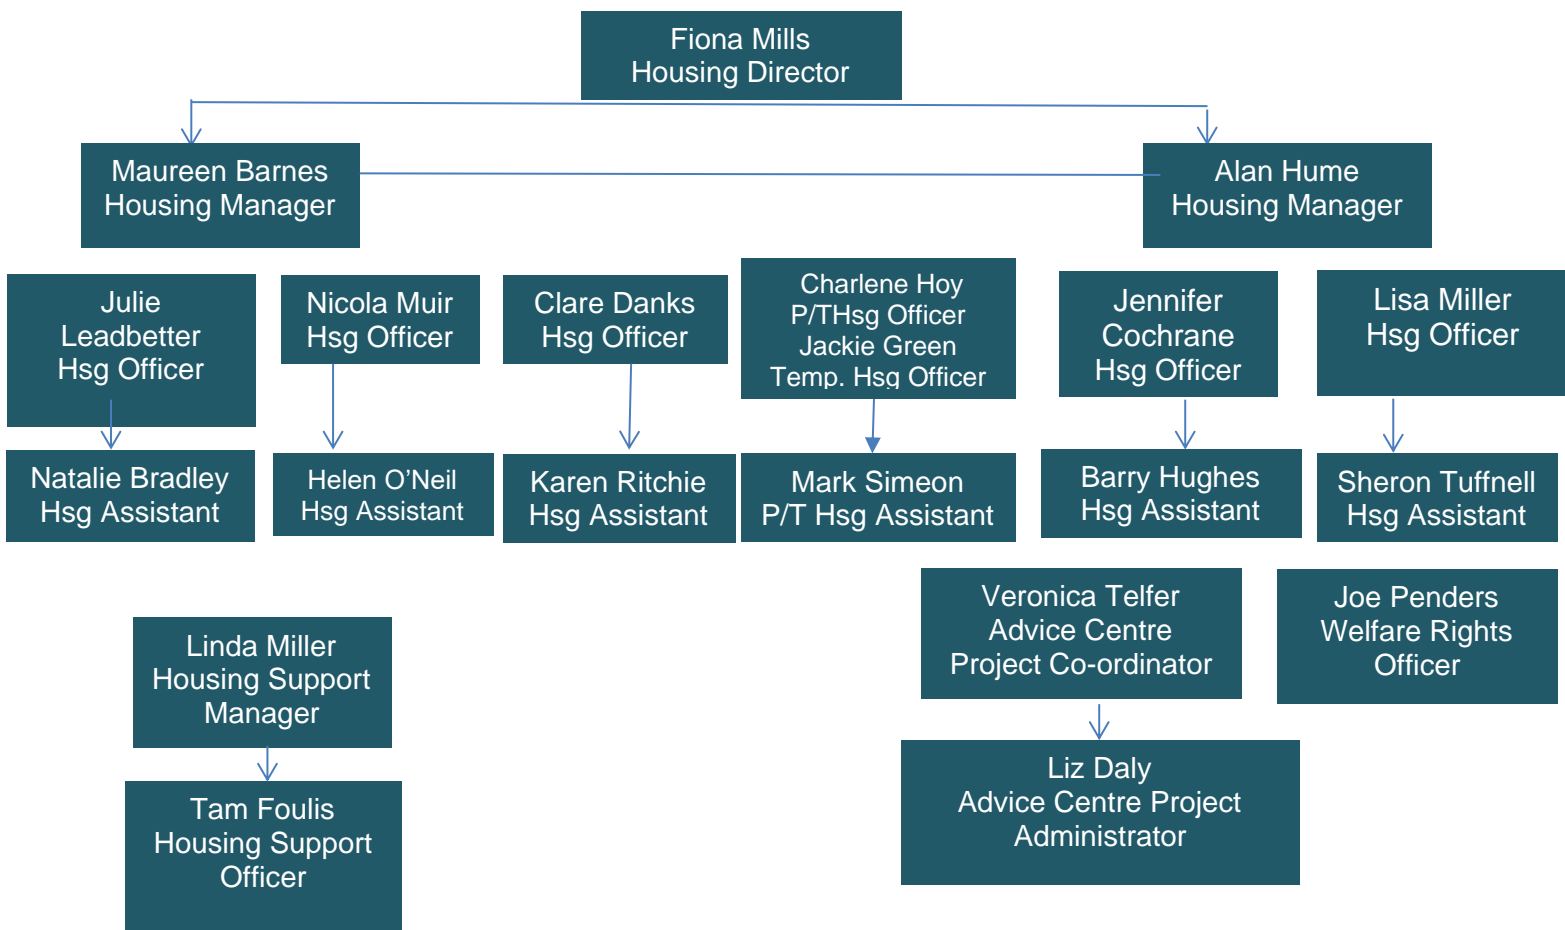 Fiona Mills
Housing Director
Maureen Barnes
Housing Manager
Alan Hume
Housing Manager
Julie
Leadbetter
Hsg Officer
Nicola Muir
Hsg Officer
Clare Danks
Hsg Officer
Charlene Hoy
P/THsg Officer
Jackie Green
Temp. Hsg Officer
Jennifer
Cochrane
Hsg Officer
Lisa Miller
Hsg Officer
Natalie Bradley
Hsg Assistant
Helen O’Neil
Hsg Assistant
Karen Ritchie
Hsg Assistant
Mark Simeon
P/T Hsg Assistant
Barry Hughes
Hsg Assistant
Sheron Tuffnell
Hsg Assistant
Linda Miller
Housing Support
Manager
Veronica Telfer
Advice Centre
Project Co-ordinator
Joe Penders
Welfare Rights
Officer
Tam Foulis
Housing Support
Officer
Liz Daly
Advice Centre Project
Administrator